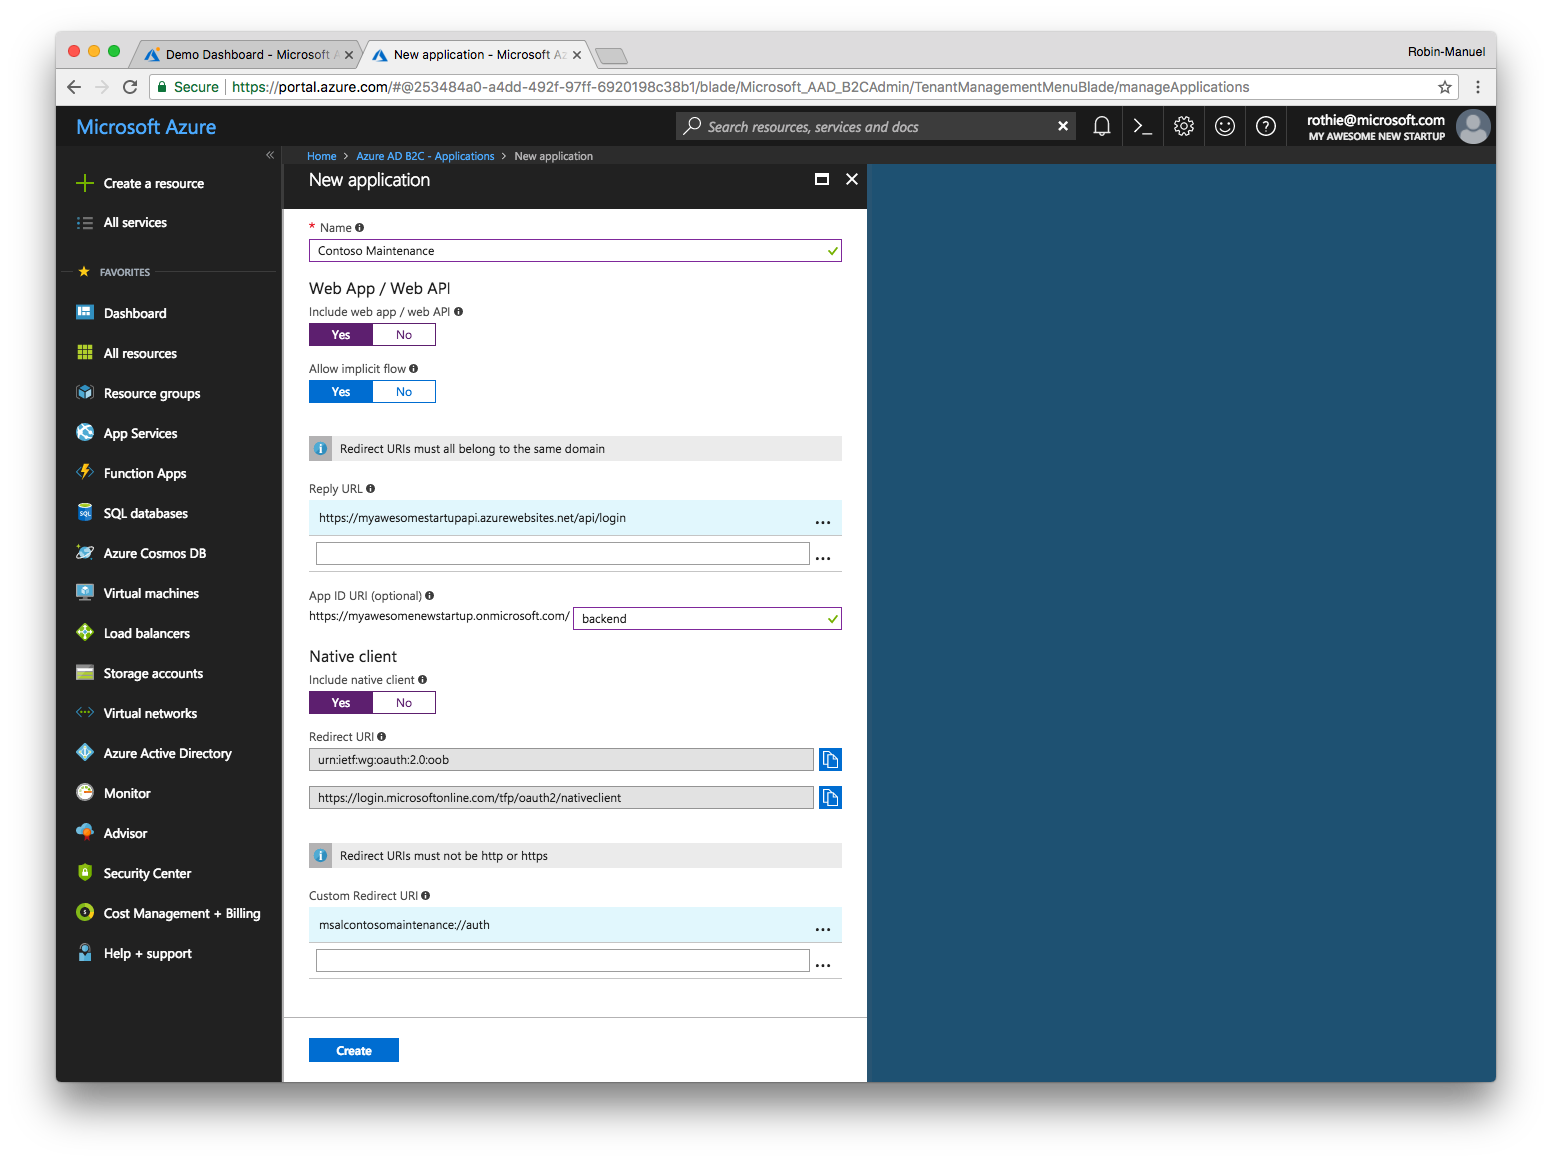 Demo Dashboard - Microsoft A
New application - Microsoft Az
Robin-Manuel
Secure
https://portal.azure.com/#@253484a0-a4dd-492f-97ff-6920198c38b1/blade/Microsoft_AAD_B2CAdmin/TenantManagementMenuBlade/manageApplications
Microsoft Azure
Search resources, services and docs
rothie@microsoft.com
MY AWESOME NEW STARTUP
Home > Azure AD B2C - Applications > New application
Create a resource
All services
FAVORITES
Dashboard
All resources
Resource groups
App Services
Function Apps
SQL databases
Azure Cosmos DB
Virtual machines
Load balancers
Storage accounts
Virtual networks
Azure Active Directory
Monitor
Advisor
Security Center
Cost Management + Billing
Help + support
New application
* Name
Contoso Maintenance
Web App / Web API
Include web app / web API
Yes No
Allow implicit flow
Yes No
Redirect URIs must all belong to the same domain
Reply URL
https://myawesomestartupapi.azurewebsites.net/api/login
...
...
App ID URI (optional)
https://myawesomenewstartup.onmicrosoft.com/ backend
Native client
Include native client
Yes No
Redirect URI
urn:ietf:wg:oauth:2.0:oob
https://login.microsoftonline.com/tfp/oauth2/nativeclient
Redirect URIs must not be http or https
Custom Redirect URI
msalcontosomaintenance://auth
...
...
Create